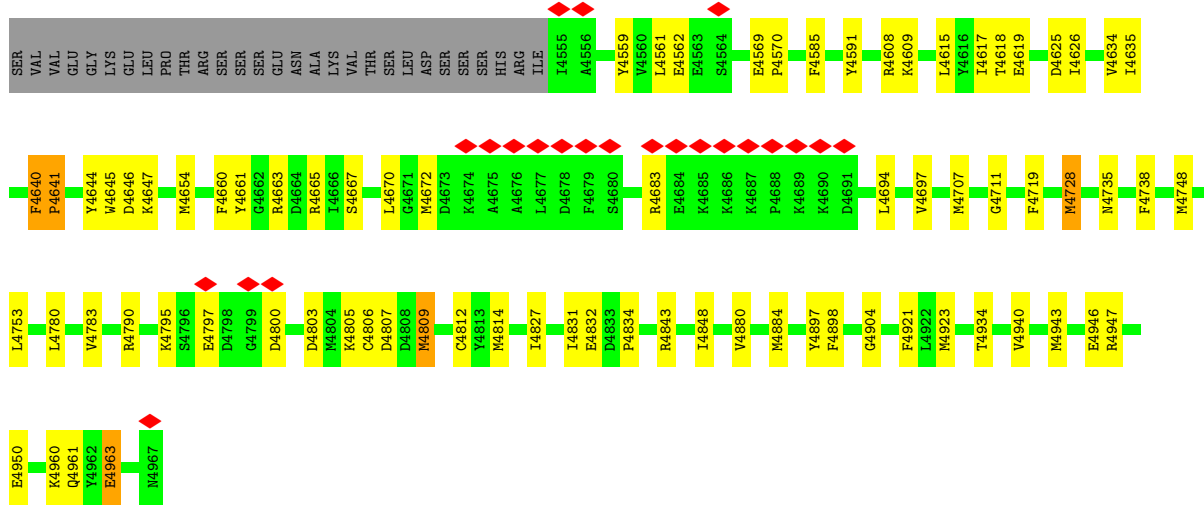 SER VAL VAL GLU GLY LYS GLU LEU PRO THR ARG SER SER SER GLU ASN ALA LYS VAL THR SER LEU ASP SER SER SER HIS ARG ILE I4555 A4556 Y4559 V4560 L4561 E4562 E4563 S4564 E4569 P4570 F4585 Y4591 R4608 K4609 L4615 Y4616 I4617 T4618 E4619 D4625 I4626 V4634 I4635
F4640 P4641 Y4644 W4645 D4646 K4647 M4654 F4660 Y4661 G4662 R4663 D4664 R4665 I4666 S4667 L4670 G4671 M4672 D4673 K4674 A4675 A4676 L4677 D4678 F4679 S4680 R4683 E4684 K4685 K4686 K4687 P4688 K4689 K4690 D4691 L4694 V4697 M4707 G4711 F4719 M4728 N4735 F4738 M4748
L4753 L4780 V4783 R4790 K4795 S4796 E4797 D4798 G4799 D4800 D4803 M4804 K4805 C4806 D4807 D4808 M4809 C4812 Y4813 M4814 I4827 I4831 E4832 D4833 P4834 R4843 I4848 V4880 M4884 Y4897 F4898 G4904 F4921 L4922 M4923 T4934 V4940 M4943 E4946 R4947
E4950 K4960 Q4961 Y4962 E4963 N4967